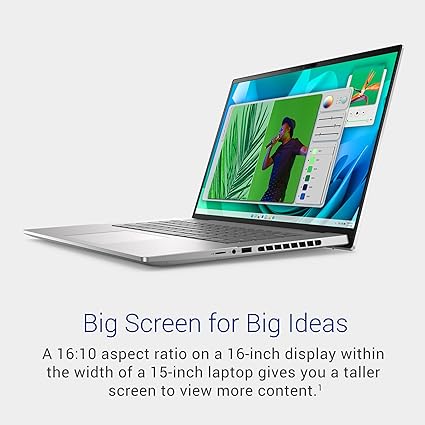 Big Screen for Big Ideas
A 16:10 aspect ratio on a 16-inch display within
the width of a 15-inch laptop gives you a taller
screen to view more content.¹